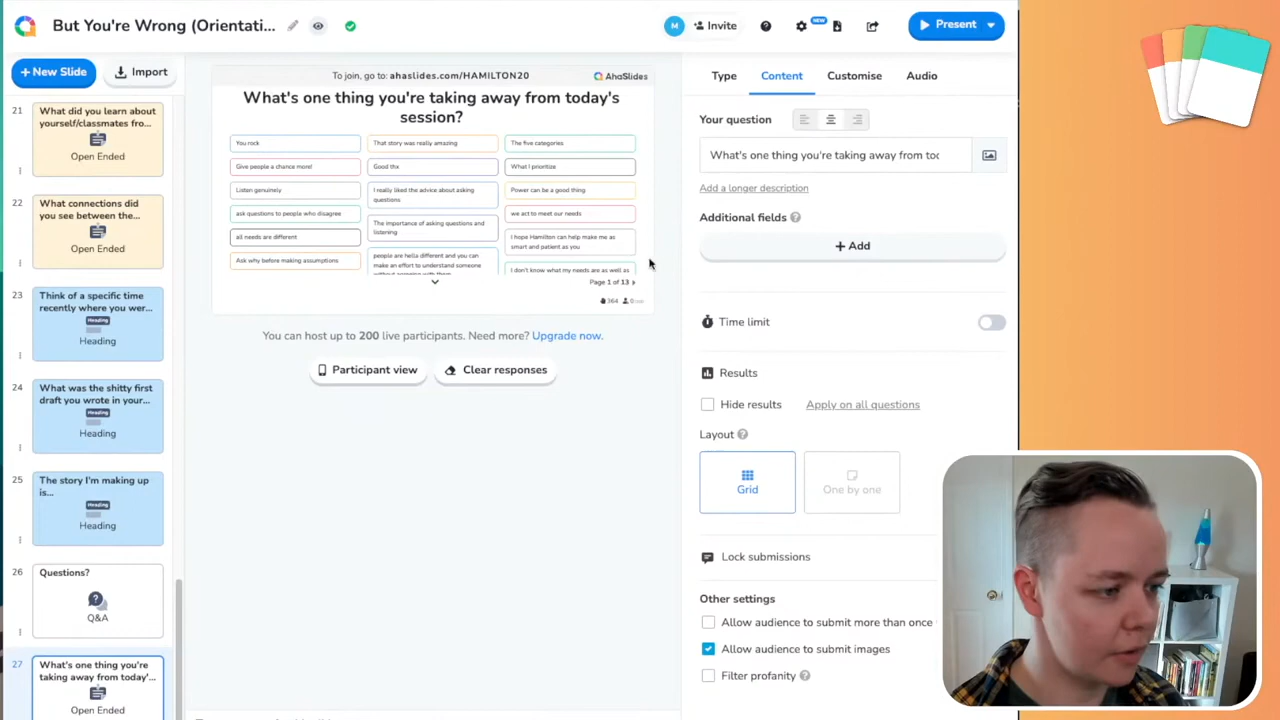 But You're Wrong (Orientati...
M
Invite
NEW
Present
+ New Slide
Import
21
What did you learn about
yourself/classmates fro...
Open Ended
22
What connections did
you see between the...
Open Ended
23
Think of a specific time
recently where you wer...
Heading
Heading
24
What was the shitty first
draft you wrote in your...
Heading
Heading
25
The story I'm making up
is...
Heading
Heading
26
Questions?
Q&A
27
What's one thing you're
taking away from today'...
Open Ended
To join, go to: ahaslides.com/HAMILTON20
AhaSlides
What's one thing you're taking away from today's
session?
You rock
Give people a chance more!
Listen genuinely
ask questions to people who disagree
all needs are different
Ask why before making assumptions
That story was really amazing
Good thx
I really liked the advice about asking
questions
The importance of asking questions and
listening
people are hella different and you can
make an effort to understand someone
The five categories
What I prioritize
Power can be a good thing
we act to meet our needs
I hope Hamilton can help make me as
smart and patient as you
I don't know what my needs are as well as
Page 1 of 13
364
You can host up to 200 live participants. Need more? Upgrade now.
Participant view
Clear responses
Type
Content
Customise
Audio
Your question
What's one thing you're taking away from toc
Add a longer description
Additional fields ?
+ Add
Time limit
Results
Hide results
Apply on all questions
Layout ?
Grid
One by one
Lock submissions
Other settings
Allow audience to submit more than once
Allow audience to submit images
Filter profanity ?